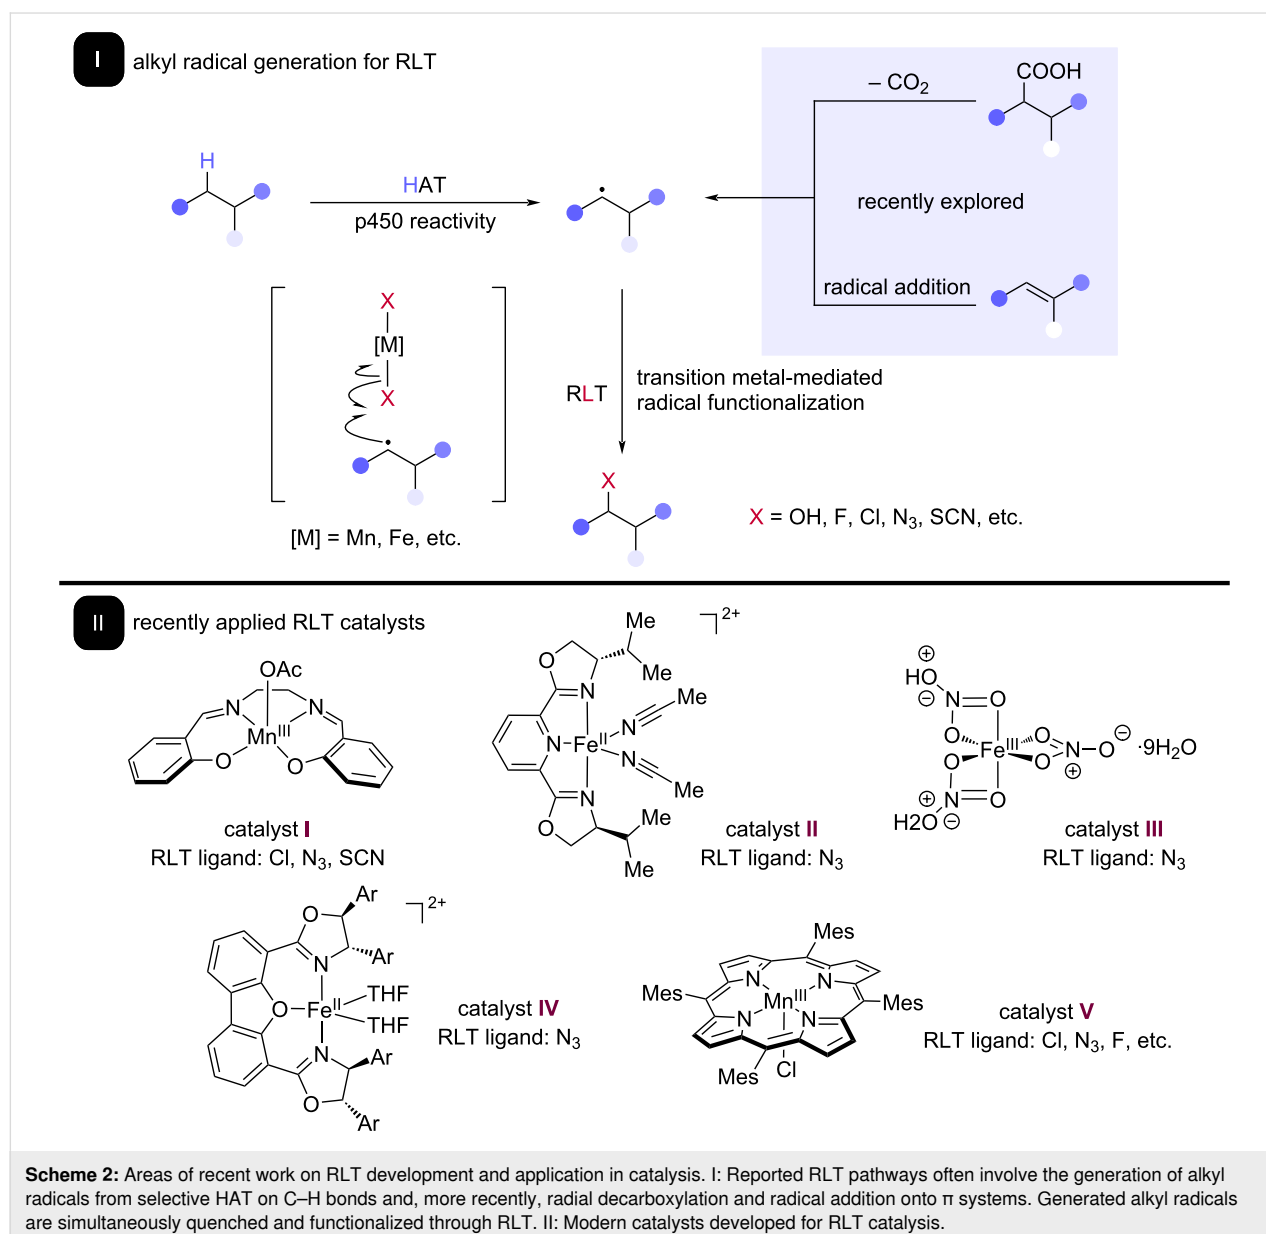 I alkyl radical generation for RLT
COOH
– CO2
H
HAT
p450 reactivity
recently explored
radical addition
X
[M]
X
RLT
transition metal-mediated
radical functionalization
X
X = OH, F, Cl, N3, SCN, etc.
[M] = Mn, Fe, etc.
II recently applied RLT catalysts
OAc
N N
MnIII
O O
catalyst I
RLT ligand: Cl, N3, SCN
2+
Me
Me
O
N
N FeII
N Me
N Me
N
O
Me
Me
catalyst II
RLT ligand: N3
⊕
HO
⊖ N O
O
FeIII
O
O N O ⊖ ·9H2O
⊕
O
⊕ N O
H2O ⊖
catalyst III
RLT ligand: N3
2+
Ar
O
Ar
N
O FeII
THF
THF
N
Ar
O
Ar
catalyst IV
RLT ligand: N3
Mes
N N
Mes MnIII Mes
N N
Mes Cl
catalyst V
RLT ligand: Cl, N3, F, etc.
Scheme 2: Areas of recent work on RLT development and application in catalysis. I: Reported RLT pathways often involve the generation of alkyl
radicals from selective HAT on C–H bonds and, more recently, radial decarboxylation and radical addition onto π systems. Generated alkyl radicals
are simultaneously quenched and functionalized through RLT. II: Modern catalysts developed for RLT catalysis.